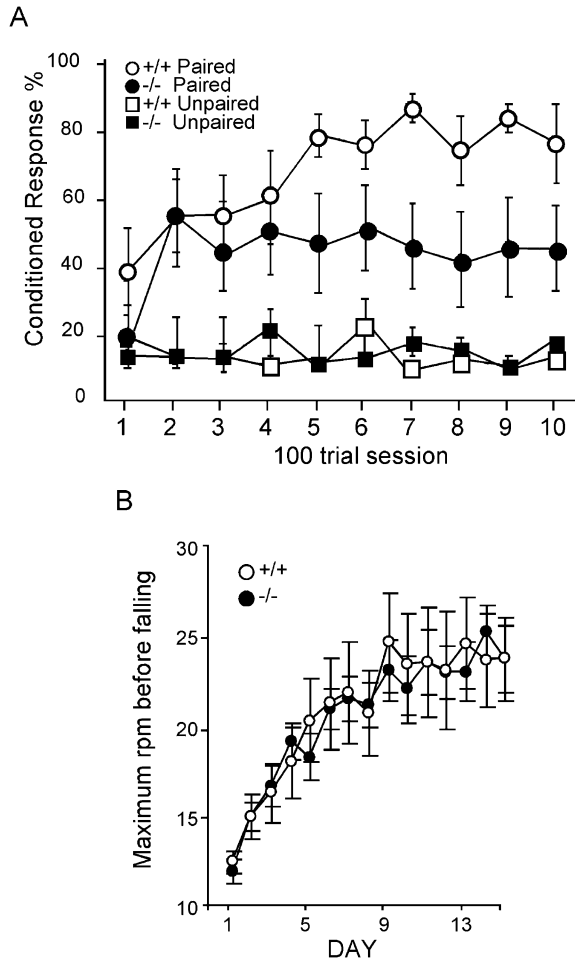 A
100
80
60
40
20
0
Conditioned Response %
+/+ Paired
-/- Paired
+/+ Unpaired
-/- Unpaired
1 2 3 4 5 6 7 8 9 10
100 trial session
B
30
25
20
15
10
Maximum rpm before falling
+/+
-/-
1 5 9 13
DAY